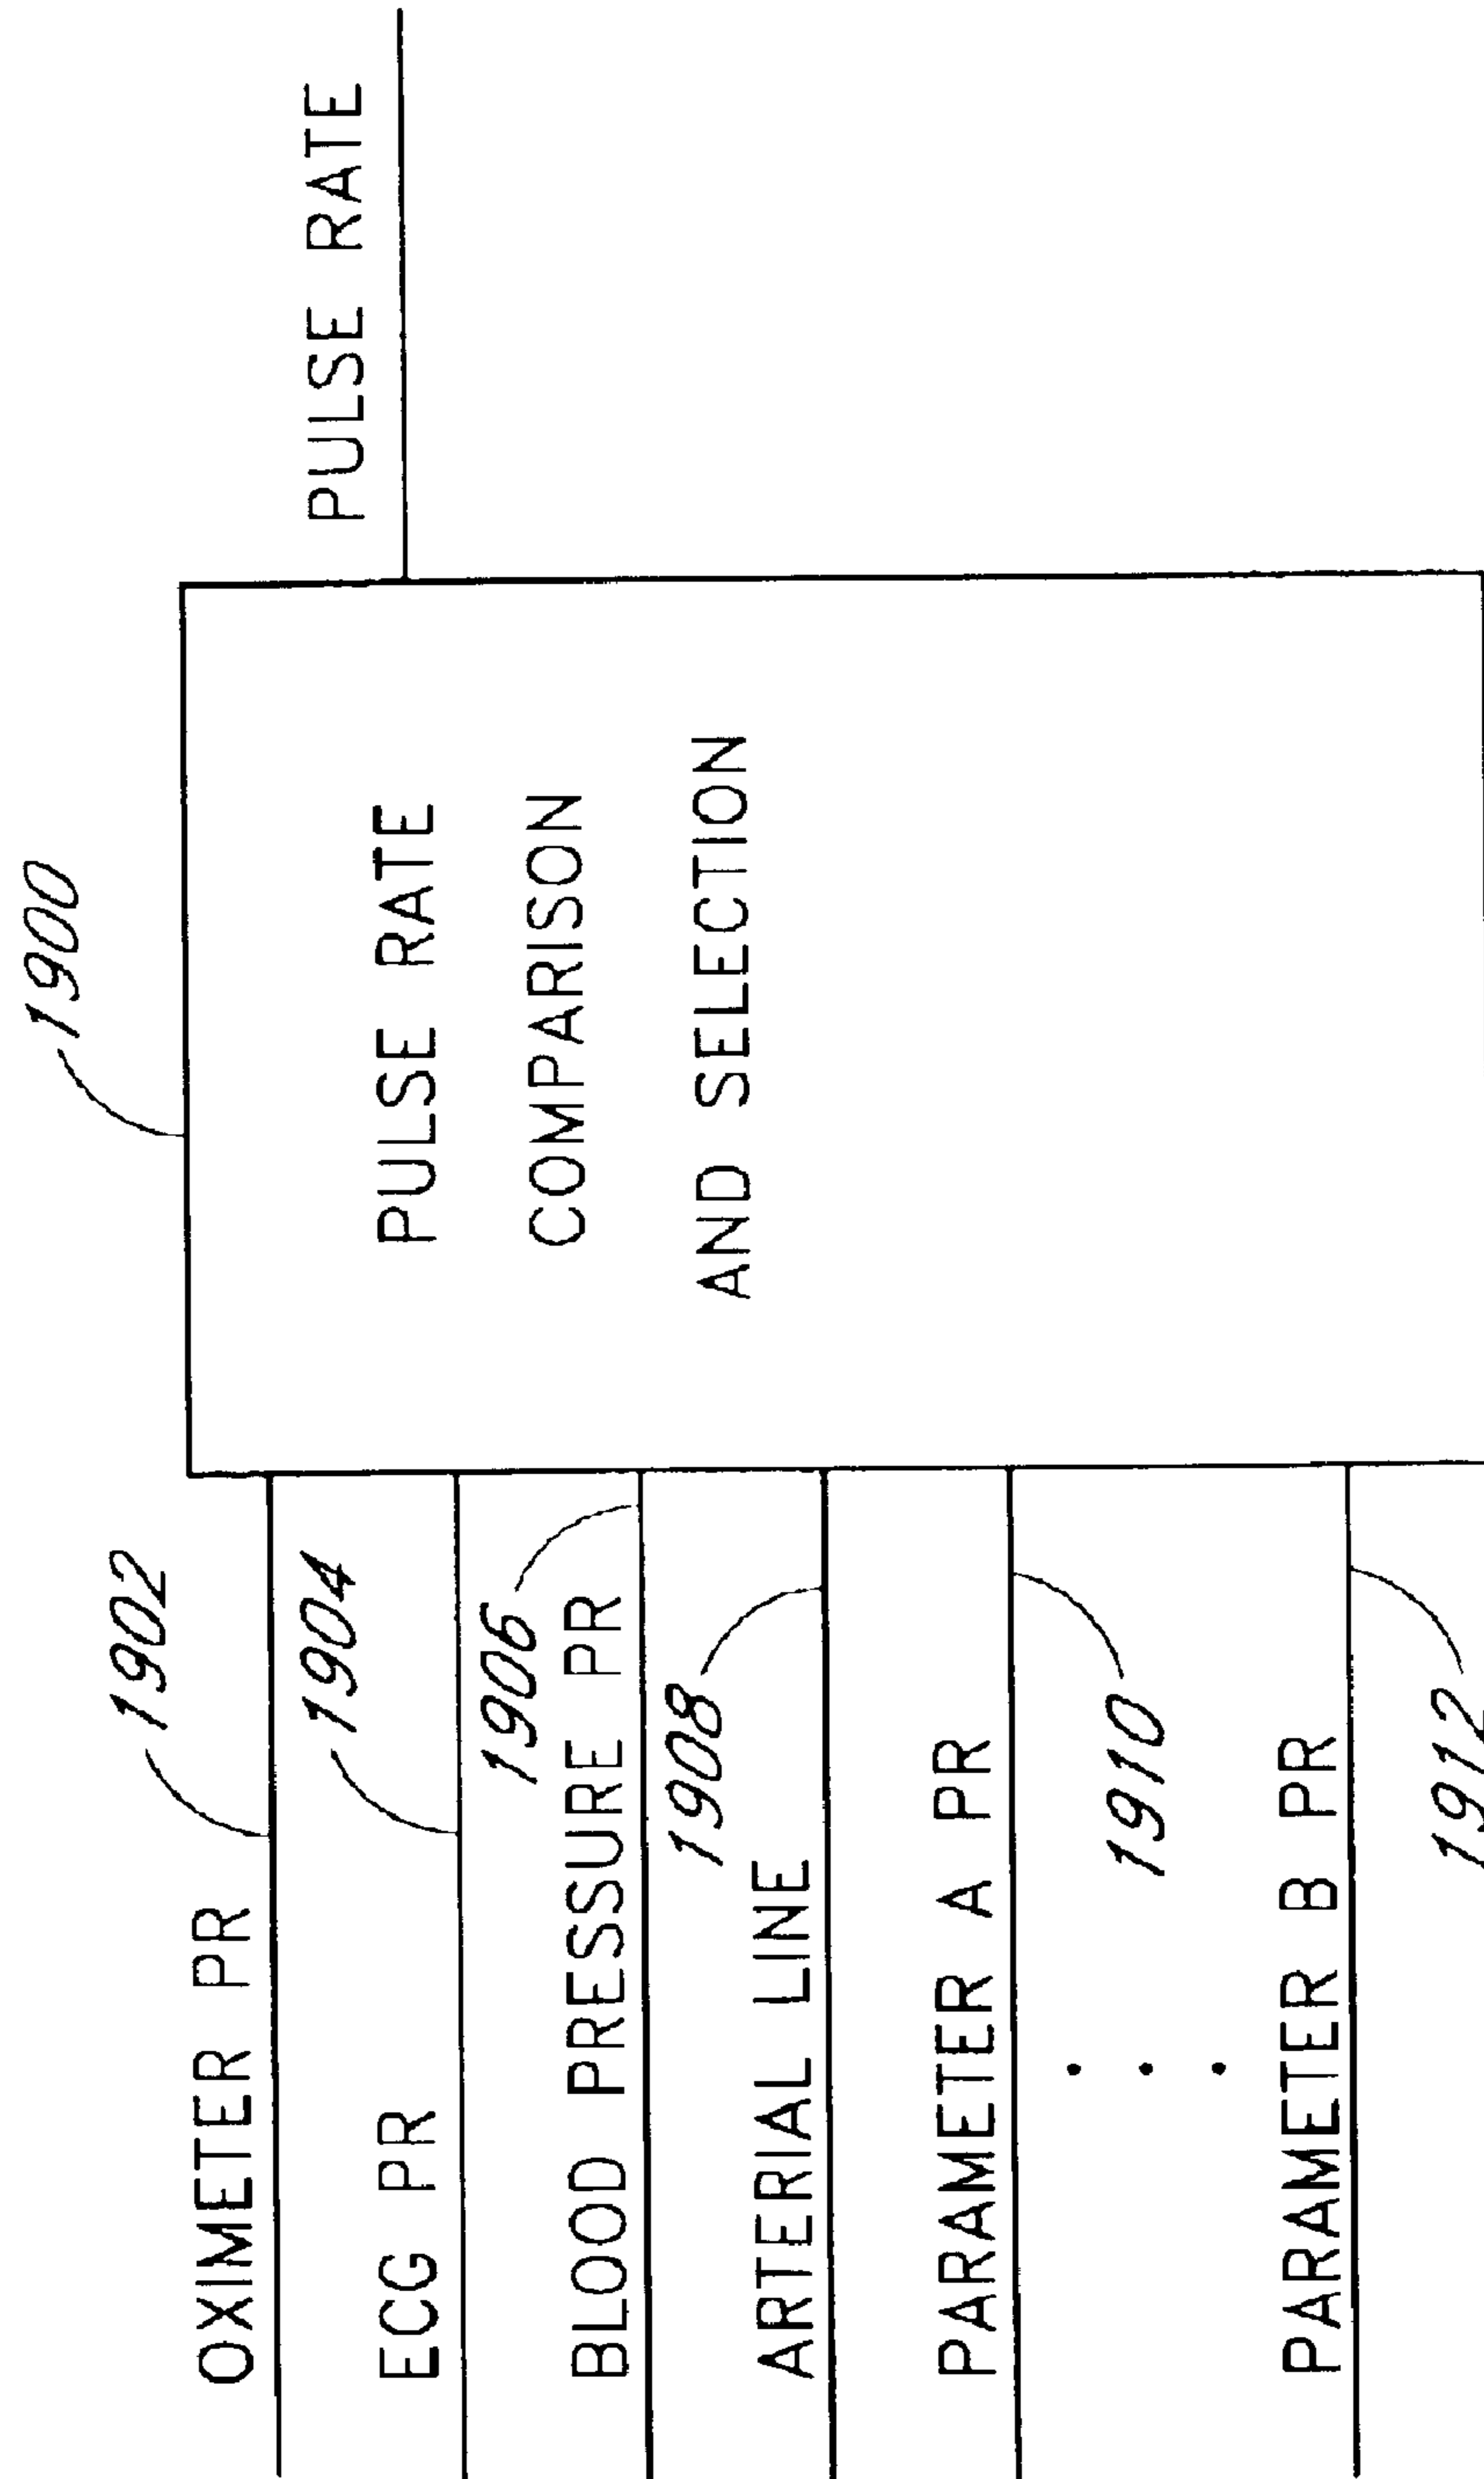 1900
1902
OXIMETER PR
1904
ECG PR
1906
BLOOD PRESSURE PR
1908
ARTERIAL LINE
PARAMETER A PR
1910
PARAMETER B PR
1912
PULSE RATE
COMPARISON
AND SELECTION
PULSE RATE